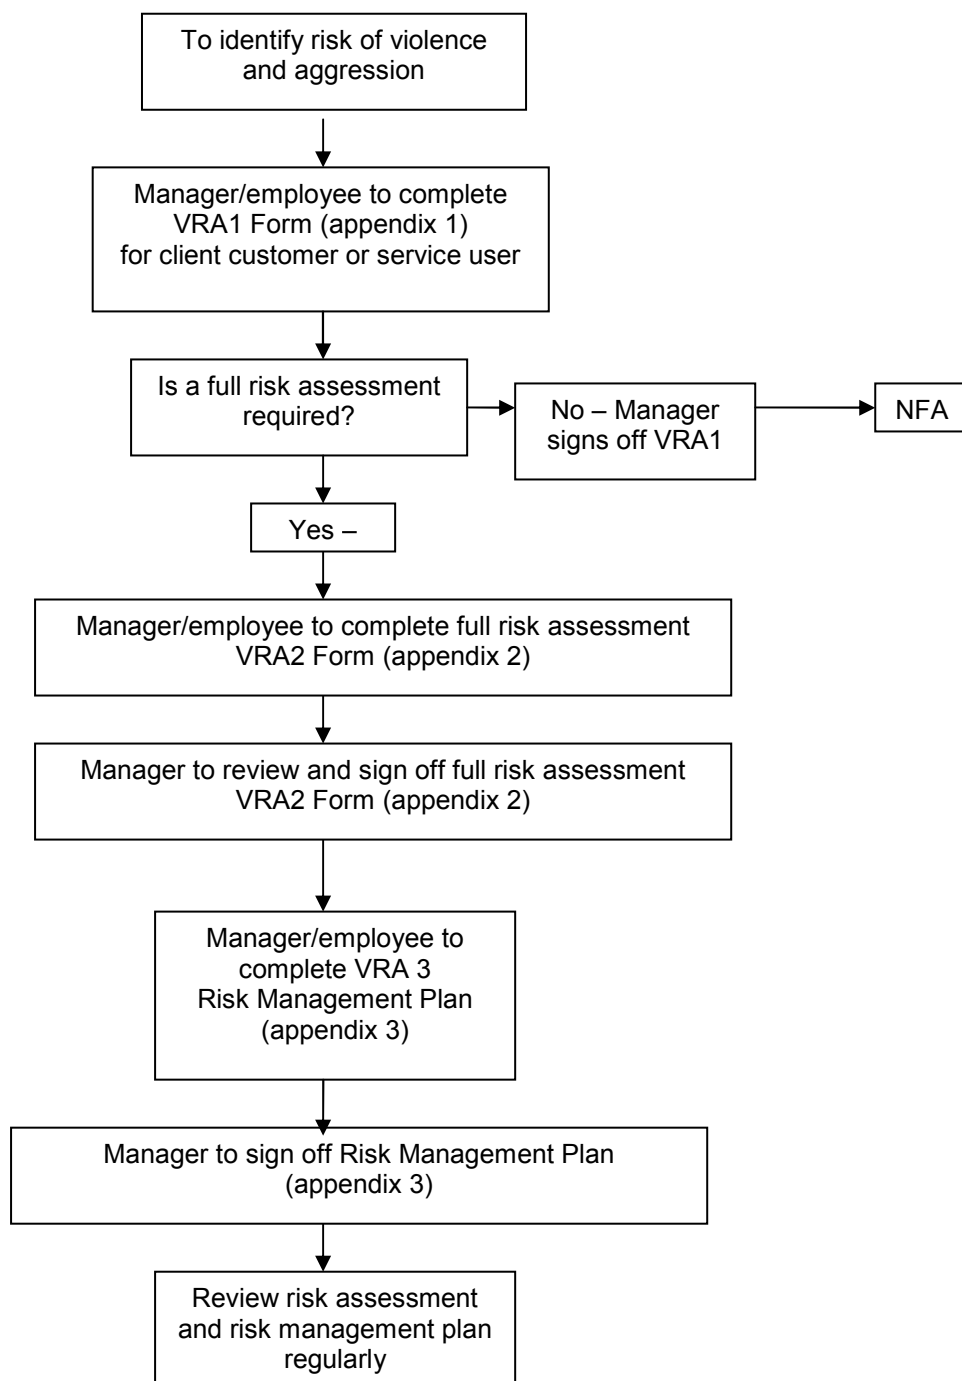 To identify risk of violence
and aggression
Manager/employee to complete
VRA1 Form (appendix 1)
for client customer or service user
Is a full risk assessment
required?
No – Manager
signs off VRA1
NFA
Yes –
Manager/employee to complete full risk assessment
VRA2 Form (appendix 2)
Manager to review and sign off full risk assessment
VRA2 Form (appendix 2)
Manager/employee to
complete VRA 3
Risk Management Plan
(appendix 3)
Manager to sign off Risk Management Plan
(appendix 3)
Review risk assessment
and risk management plan
regularly